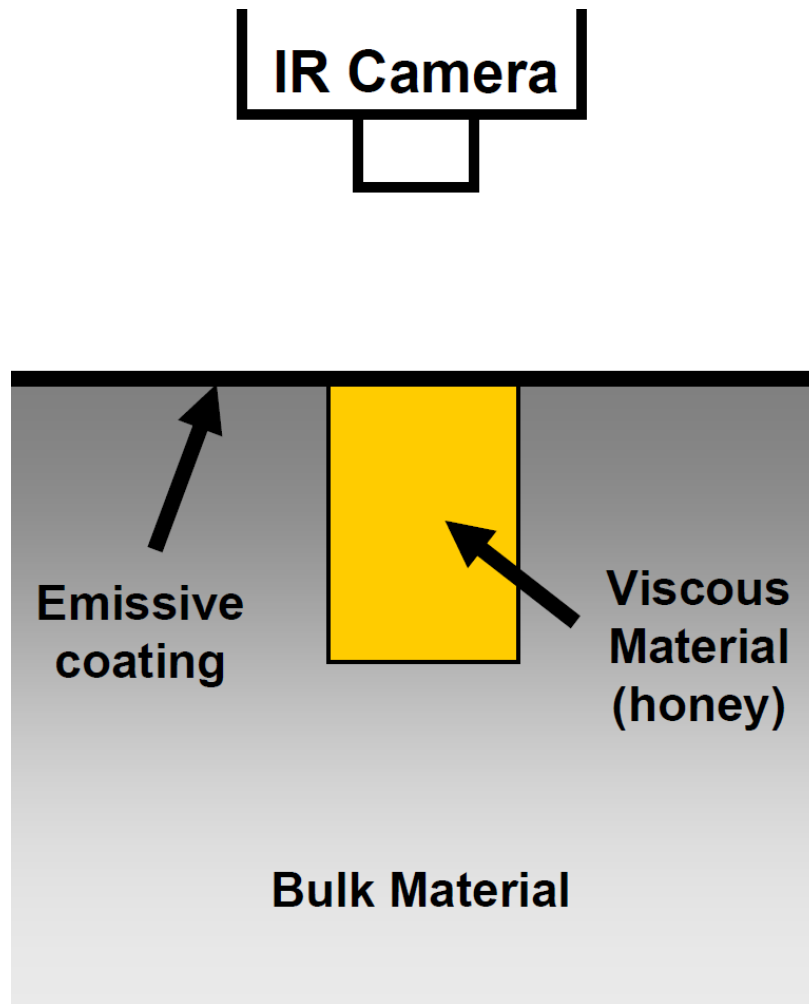 IR Camera
Emissive
coating
Viscous
Material
(honey)
Bulk Material